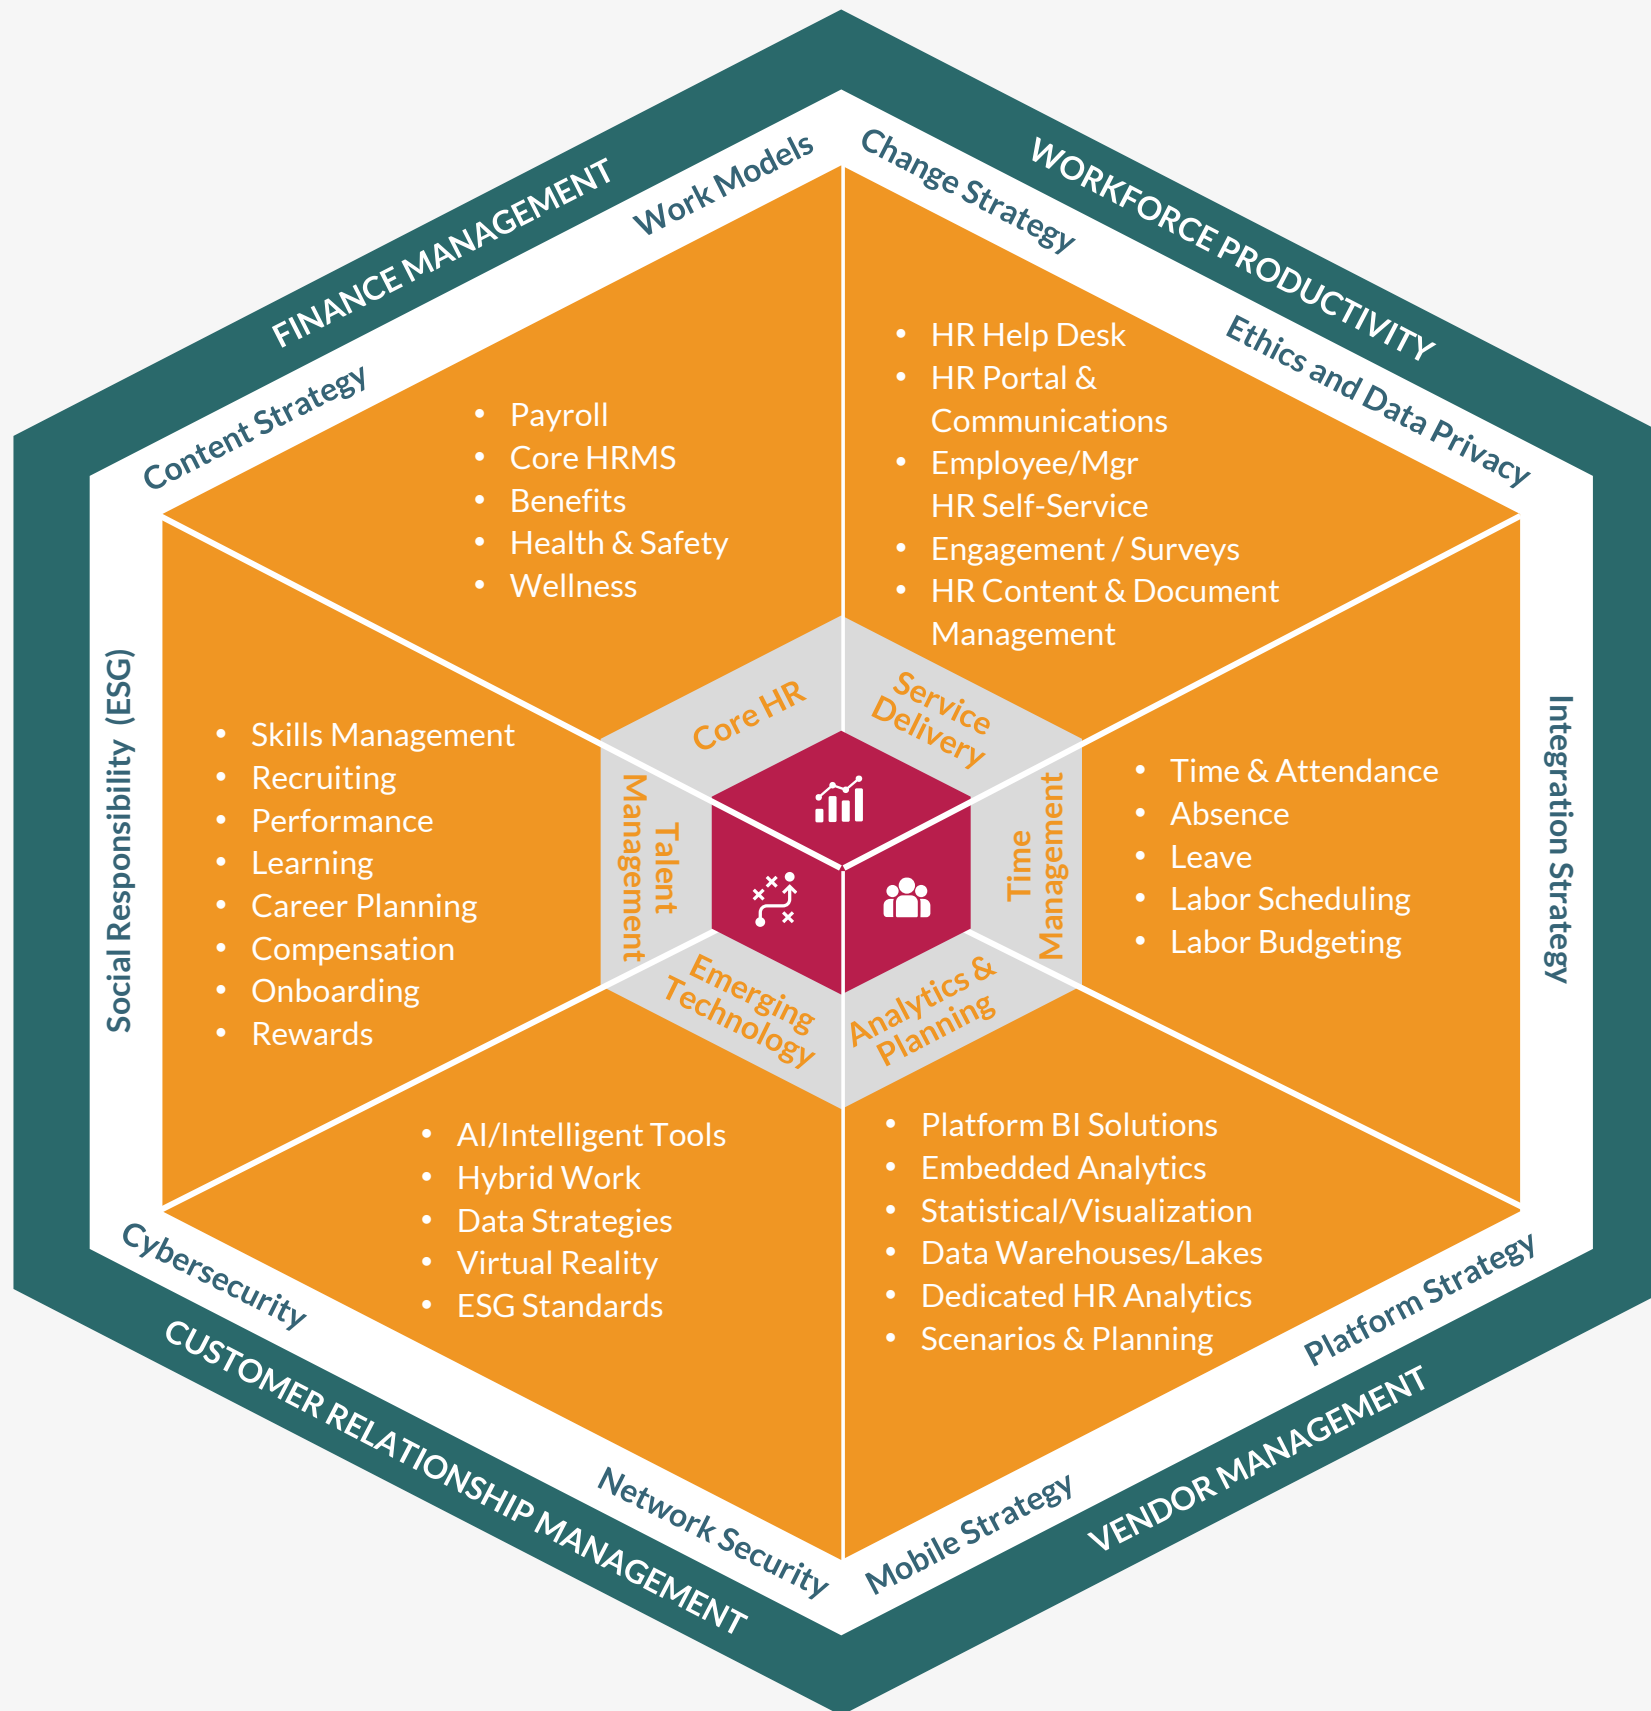 FINANCE MANAGEMENT
WORKFORCE PRODUCTIVITY
Work Models
Change Strategy
Content Strategy
Ethics and Data Privacy
• Payroll
• Core HRMS
• Benefits
• Health & Safety
• Wellness
• HR Help Desk
• HR Portal &
Communications
• Employee/Mgr
HR Self-Service
• Engagement / Surveys
• HR Content & Document
Management
Core HR
Service
Delivery
Social Responsibility (ESG)
• Skills Management
• Recruiting
• Performance
• Learning
• Career Planning
• Compensation
• Onboarding
• Rewards
Talent
Management
Time
Management
• Time & Attendance
• Absence
• Leave
• Labor Scheduling
• Labor Budgeting
Integration Strategy
Emerging
Technology
Analytics &
Planning
• AI/Intelligent Tools
• Hybrid Work
• Data Strategies
• Virtual Reality
• ESG Standards
• Platform BI Solutions
• Embedded Analytics
• Statistical/Visualization
• Data Warehouses/Lakes
• Dedicated HR Analytics
• Scenarios & Planning
Cybersecurity
Platform Strategy
Network Security
Mobile Strategy
CUSTOMER RELATIONSHIP MANAGEMENT
VENDOR MANAGEMENT